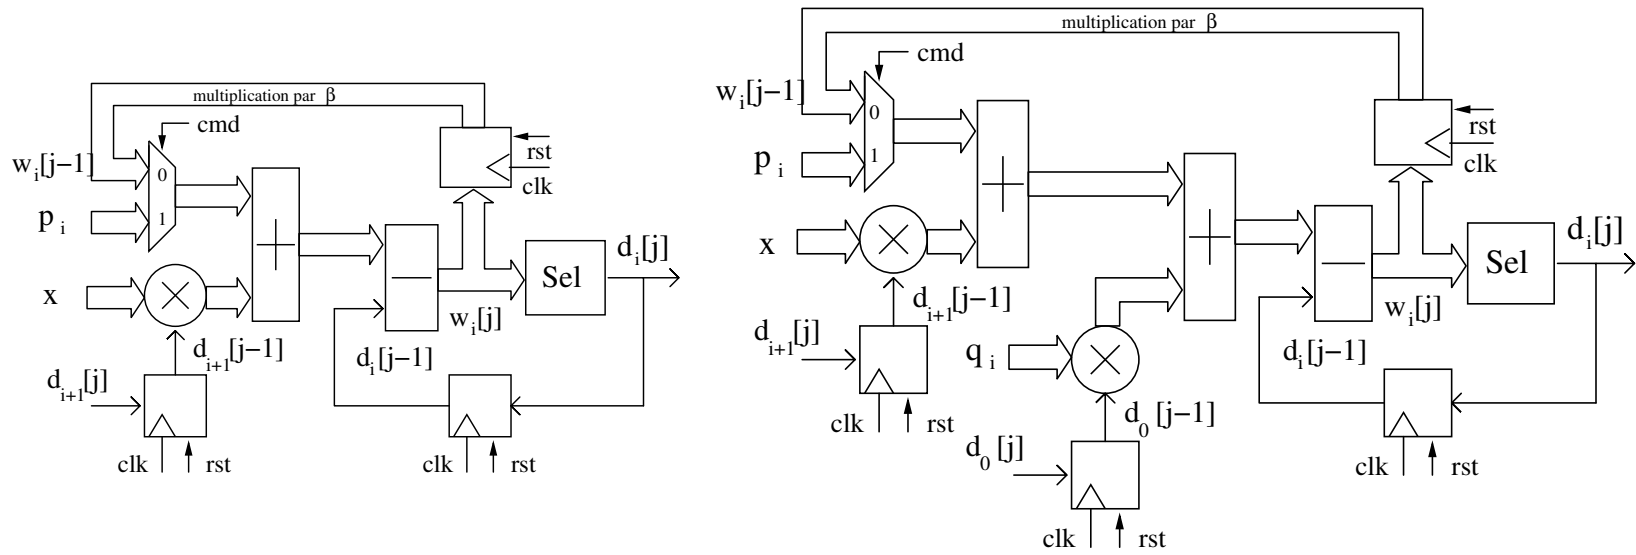 multiplication par β
cmd
w_i[j−1]
0
p_i
1
rst
clk
+
−
x
×
Sel
d_i[j]
w_i[j]
d_{i+1}[j−1]
d_i[j−1]
d_{i+1}[j]
clk
rst
clk
rst
multiplication par β
cmd
w_i[j−1]
0
p_i
1
rst
clk
+
+
−
x
×
Sel
d_i[j]
w_i[j]
d_{i+1}[j−1]
d_{i+1}[j]
q_i
×
d_i[j−1]
clk
rst
d_0[j−1]
d_0[j]
clk
rst
clk
rst